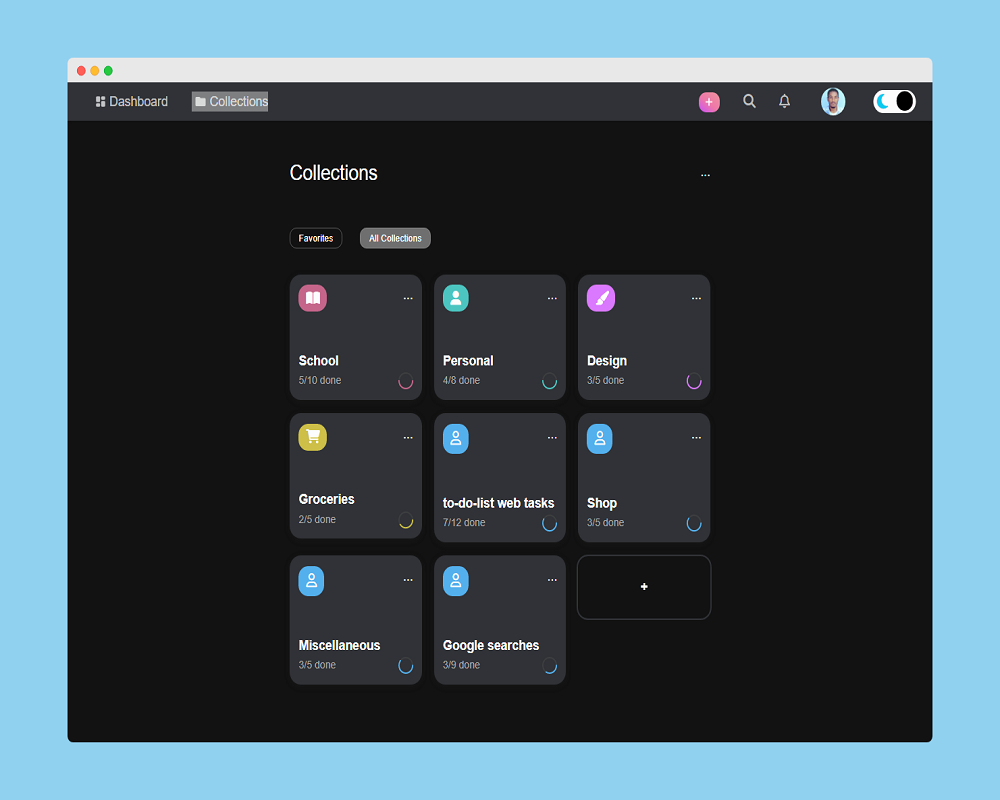 Dashboard Collections
Collections
Favorites All Collections
School Personal Design
5/10 done 4/8 done 3/5 done
Groceries to-do-list web tasks Shop
2/5 done 7/12 done 3/5 done
Miscellaneous Google searches
3/5 done 3/9 done